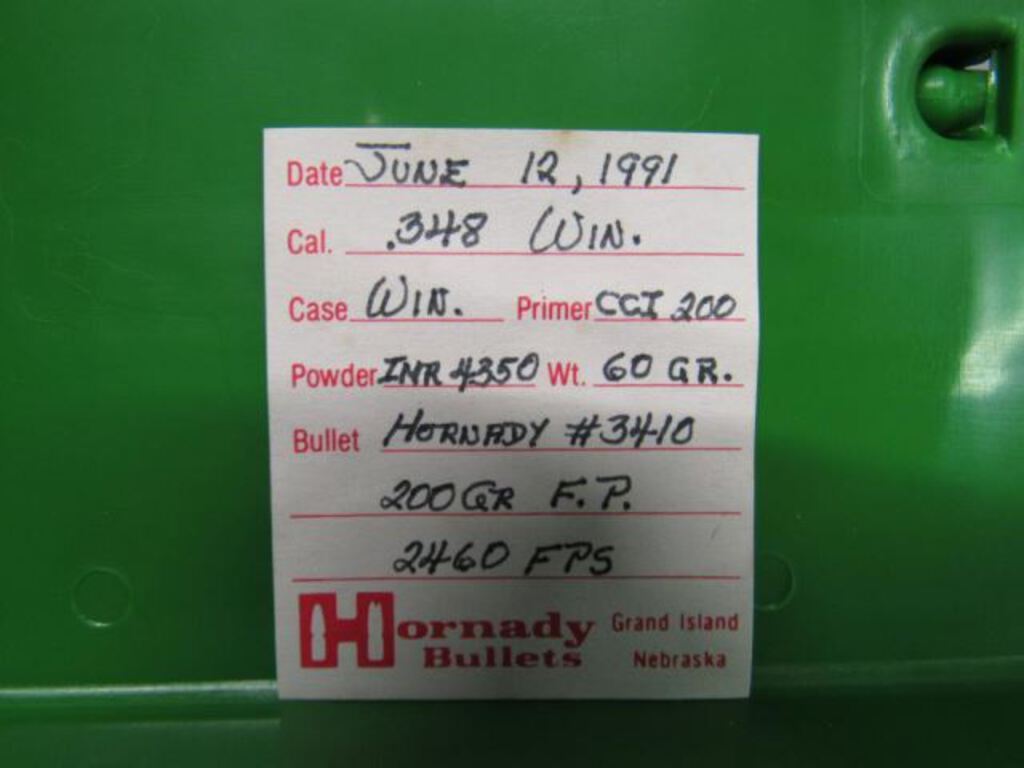 Date JUNE 12, 1991
Cal. .348 WIN.
Case WIN. Primer CCI 200
Powder IMR 4350 Wt. 60 GR.
Bullet HORNADY #3410
200 GR F.P.
2460 FPS
Hornady Bullets
Grand Island
Nebraska